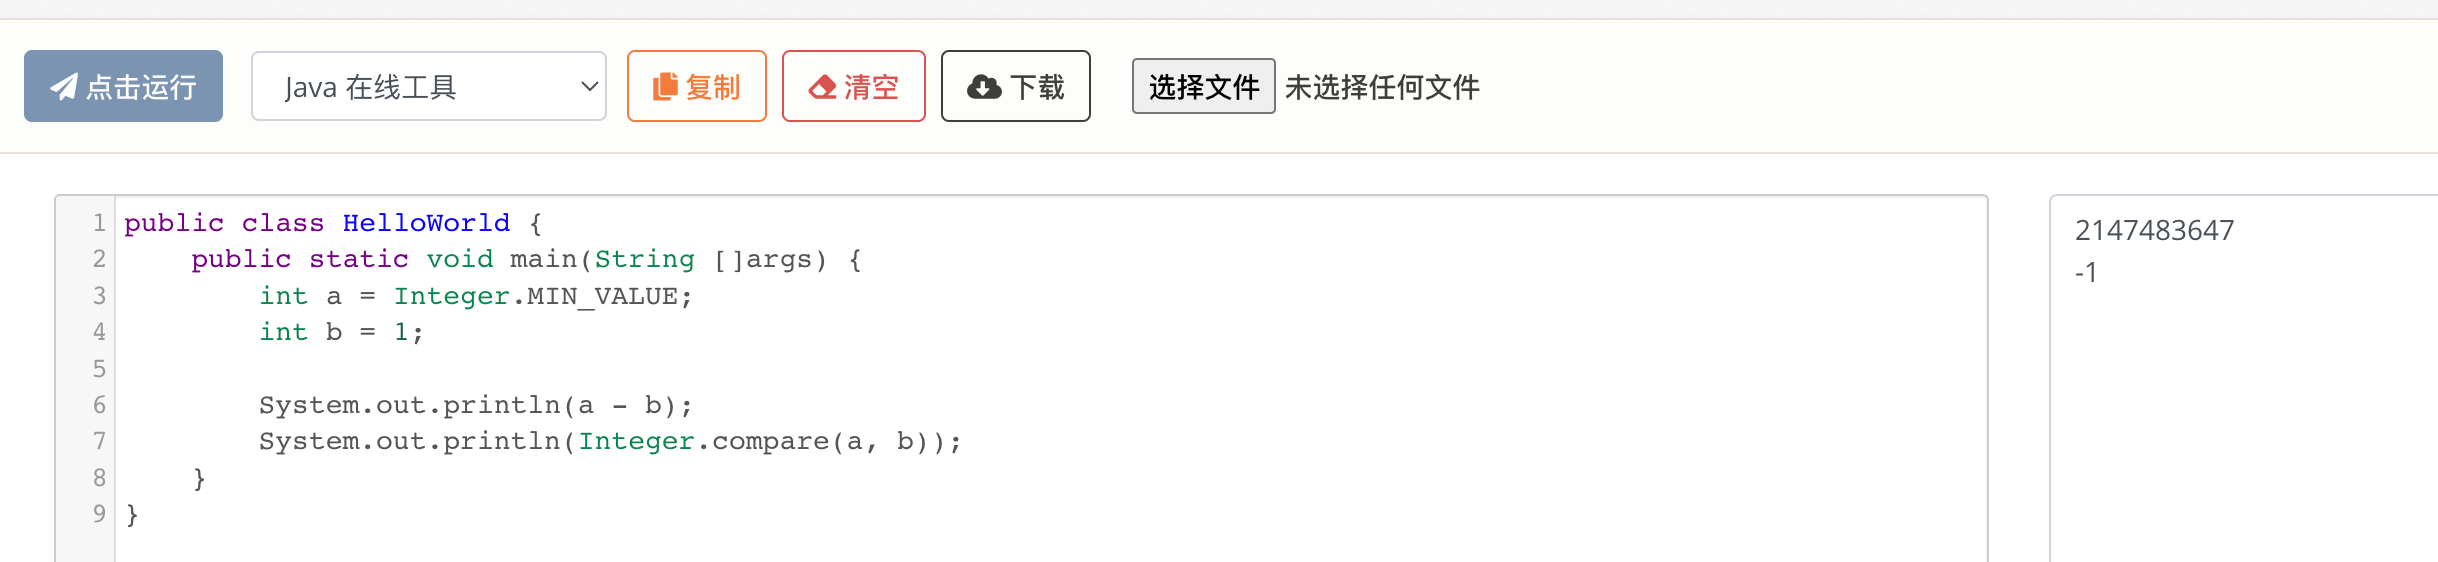 点击运行 Java 在线工具 复制 清空 下载 选择文件 未选择任何文件
1 public class HelloWorld {
2 public static void main(String []args) {
3 int a = Integer.MIN_VALUE;
4 int b = 1;
5
6 System.out.println(a - b);
7 System.out.println(Integer.compare(a, b));
8 }
9 }
2147483647
-1